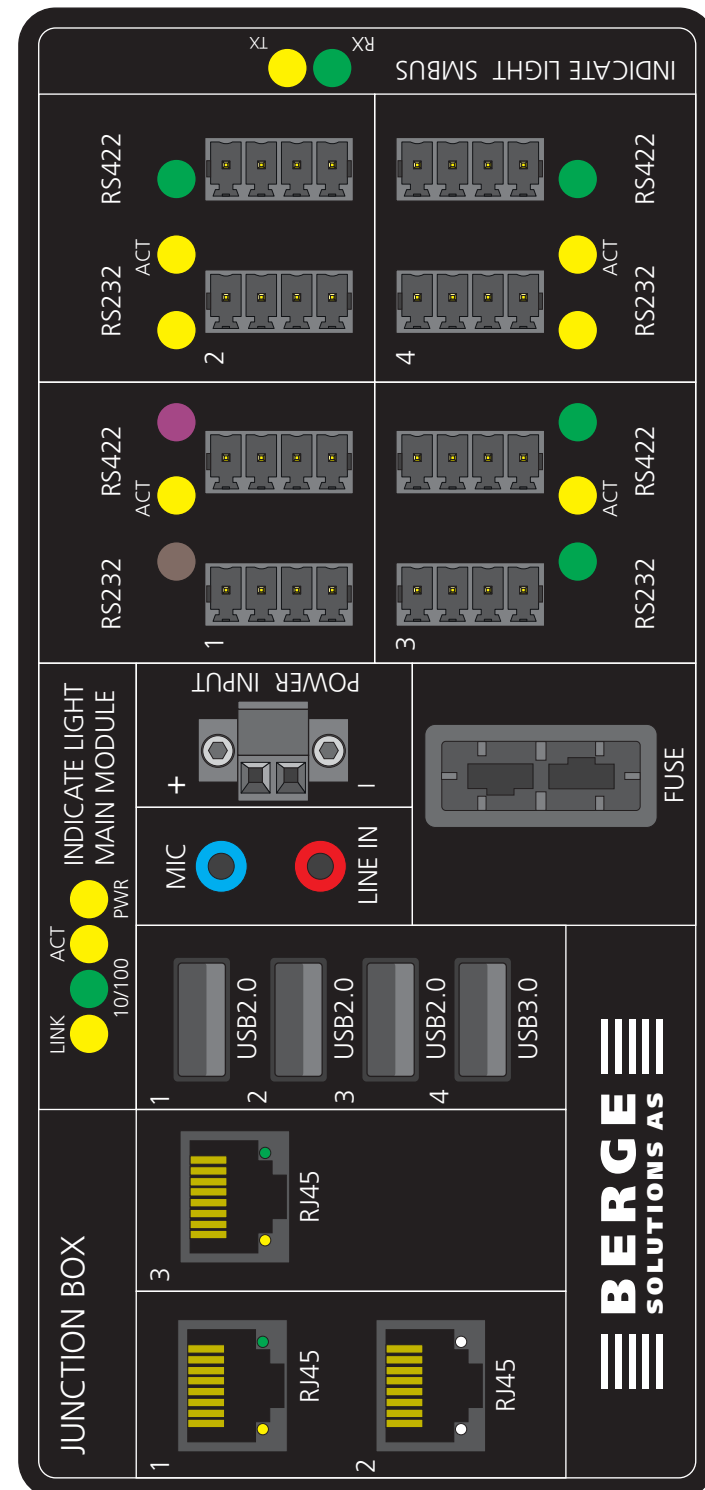 JUNCTION BOX
1
RJ45
2
RJ45
3
RJ45
LINK
10/100
ACT
PWR
INDICATE LIGHT
MAIN MODULE
1
USB2.0
2
USB2.0
3
USB2.0
4
USB3.0
BERGE
SOLUTIONS AS
MIC
LINE IN
+
–
POWER INPUT
FUSE
1
RS232
ACT
RS422
2
RS232
ACT
RS422
3
RS232
ACT
RS422
4
RS232
ACT
RS422
INDICATE LIGHT SMBUS
RX
TX